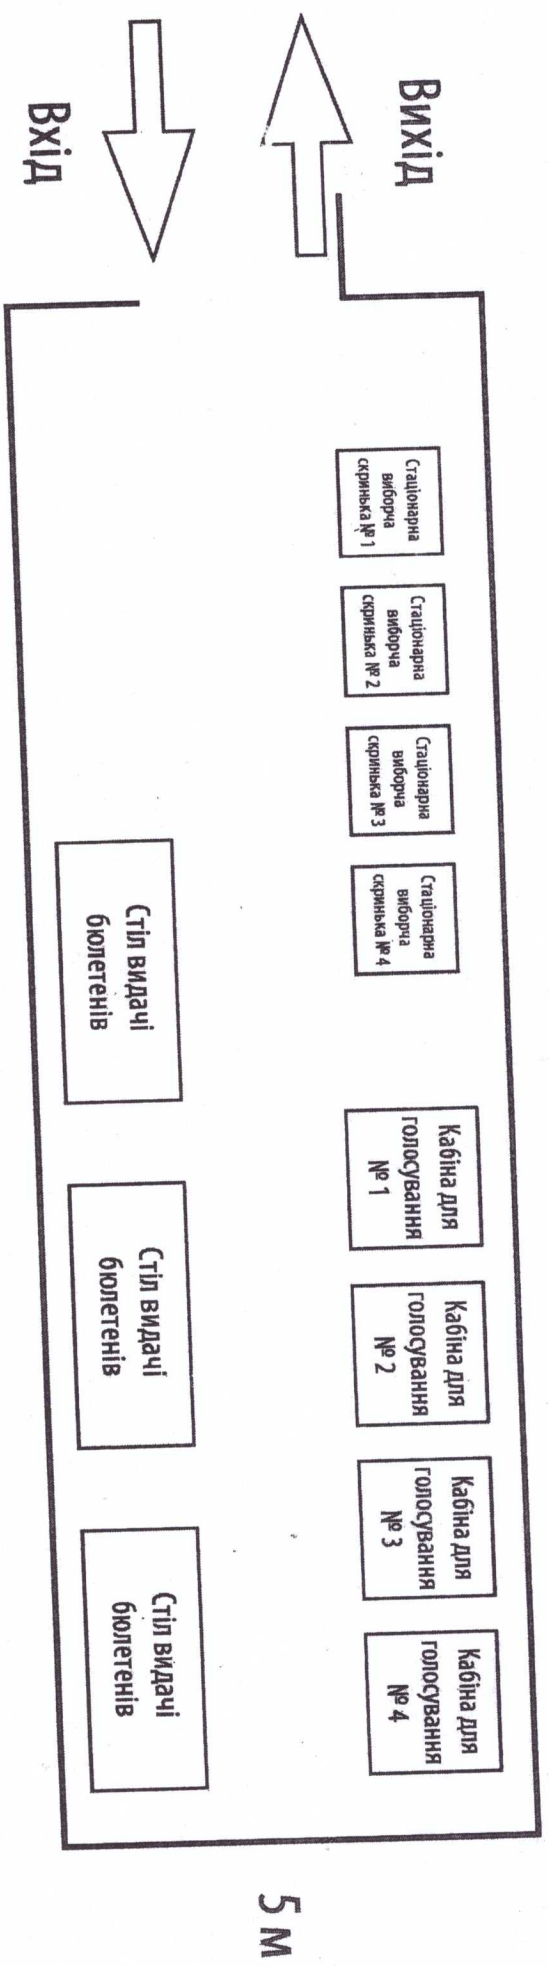 Вихід
Вхід
Стаціонарна
виборча
скринька № 1
Стаціонарна
виборча
скринька № 2
Стаціонарна
виборча
скринька № 3
Стаціонарна
виборча
скринька № 4
Кабіна для
голосування
№ 1
Кабіна для
голосування
№ 2
Кабіна для
голосування
№ 3
Кабіна для
голосування
№ 4
Стіл видачі
бюлетенів
Стіл видачі
бюлетенів
Стіл видачі
бюлетенів
5 м